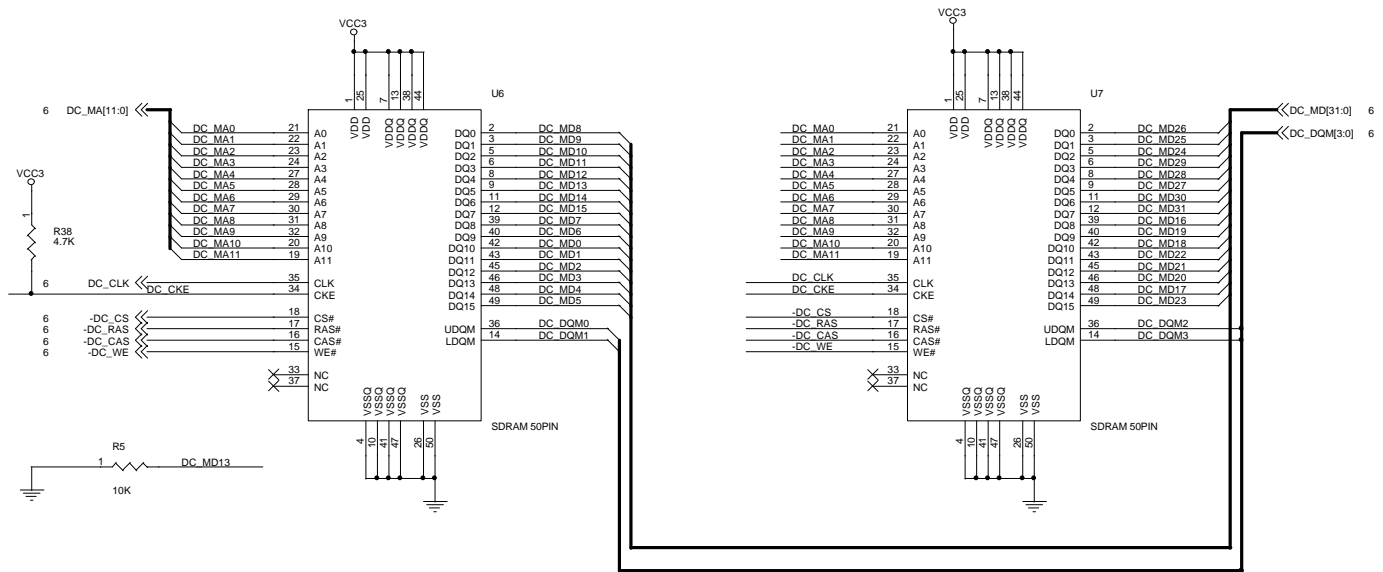 VCC3
VCC3
U6
U7
1 25 7 13 38 44
1 25 7 13 38 44
VDD VDD VDDQ VDDQ VDDQ VDDQ
VDD VDD VDDQ VDDQ VDDQ VDDQ
6 DC_MA[11:0]
DC_MD[31:0] 6
DC_DQM[3:0] 6
DC_MA0 21 A0 DQ0 2 DC_MD8
DC_MA1 22 A1 DQ1 3 DC_MD9
DC_MA2 23 A2 DQ2 5 DC_MD10
DC_MA3 24 A3 DQ3 6 DC_MD11
DC_MA4 27 A4 DQ4 8 DC_MD12
DC_MA5 28 A5 DQ5 9 DC_MD13
DC_MA6 29 A6 DQ6 11 DC_MD14
DC_MA7 30 A7 DQ7 12 DC_MD15
DC_MA8 31 A8 DQ8 39 DC_MD7
DC_MA9 32 A9 DQ9 40 DC_MD6
DC_MA10 20 A10 DQ10 42 DC_MD0
DC_MA11 19 A11 DQ11 43 DC_MD1
DQ12 45 DC_MD2
6 DC_CLK 35 CLK DQ13 46 DC_MD3
DC_CKE 34 CKE DQ14 48 DC_MD4
DQ15 49 DC_MD5
6 -DC_CS 18 CS#
6 -DC_RAS 17 RAS# UDQM 36 DC_DQM0
6 -DC_CAS 16 CAS# LDQM 14 DC_DQM1
6 -DC_WE 15 WE#
33 NC
37 NC
VSSQ VSSQ VSSQ VSSQ VSS VSS
4 10 41 47 26 50
SDRAM 50PIN
VCC3
1
R38
4.7K
DC_MA0 21 A0 DQ0 2 DC_MD26
DC_MA1 22 A1 DQ1 3 DC_MD25
DC_MA2 23 A2 DQ2 5 DC_MD24
DC_MA3 24 A3 DQ3 6 DC_MD29
DC_MA4 27 A4 DQ4 8 DC_MD28
DC_MA5 28 A5 DQ5 9 DC_MD27
DC_MA6 29 A6 DQ6 11 DC_MD30
DC_MA7 30 A7 DQ7 12 DC_MD31
DC_MA8 31 A8 DQ8 39 DC_MD16
DC_MA9 32 A9 DQ9 40 DC_MD19
DC_MA10 20 A10 DQ10 42 DC_MD18
DC_MA11 19 A11 DQ11 43 DC_MD22
DQ12 45 DC_MD21
DC_CLK 35 CLK DQ13 46 DC_MD20
DC_CKE 34 CKE DQ14 48 DC_MD17
DQ15 49 DC_MD23
-DC_CS 18 CS#
-DC_RAS 17 RAS# UDQM 36 DC_DQM2
-DC_CAS 16 CAS# LDQM 14 DC_DQM3
-DC_WE 15 WE#
33 NC
37 NC
VSSQ VSSQ VSSQ VSSQ VSS VSS
4 10 41 47 26 50
SDRAM 50PIN
R5
1 DC_MD13
10K